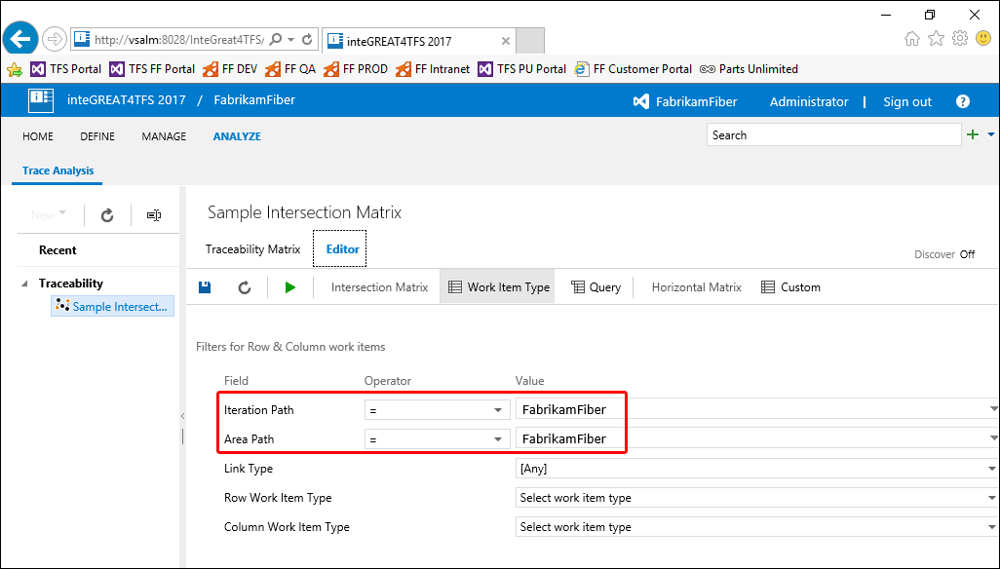 http://vsalm:8028/InteGreat4TFS/
inteGREAT4TFS 2017
TFS Portal TFS FF Portal FF DEV FF QA FF PROD FF Intranet TFS PU Portal FF Customer Portal Parts Unlimited
inteGREAT4TFS 2017 / FabrikamFiber FabrikamFiber Administrator | Sign out ?
HOME DEFINE MANAGE ANALYZE Search
Trace Analysis
New Sample Intersection Matrix
Recent Traceability Matrix Editor Discover Off
Traceability Intersection Matrix Work Item Type Query Horizontal Matrix Custom
Sample Intersect...
Filters for Row & Column work items
Field Operator Value
Iteration Path = FabrikamFiber
Area Path = FabrikamFiber
Link Type [Any]
Row Work Item Type Select work item type
Column Work Item Type Select work item type